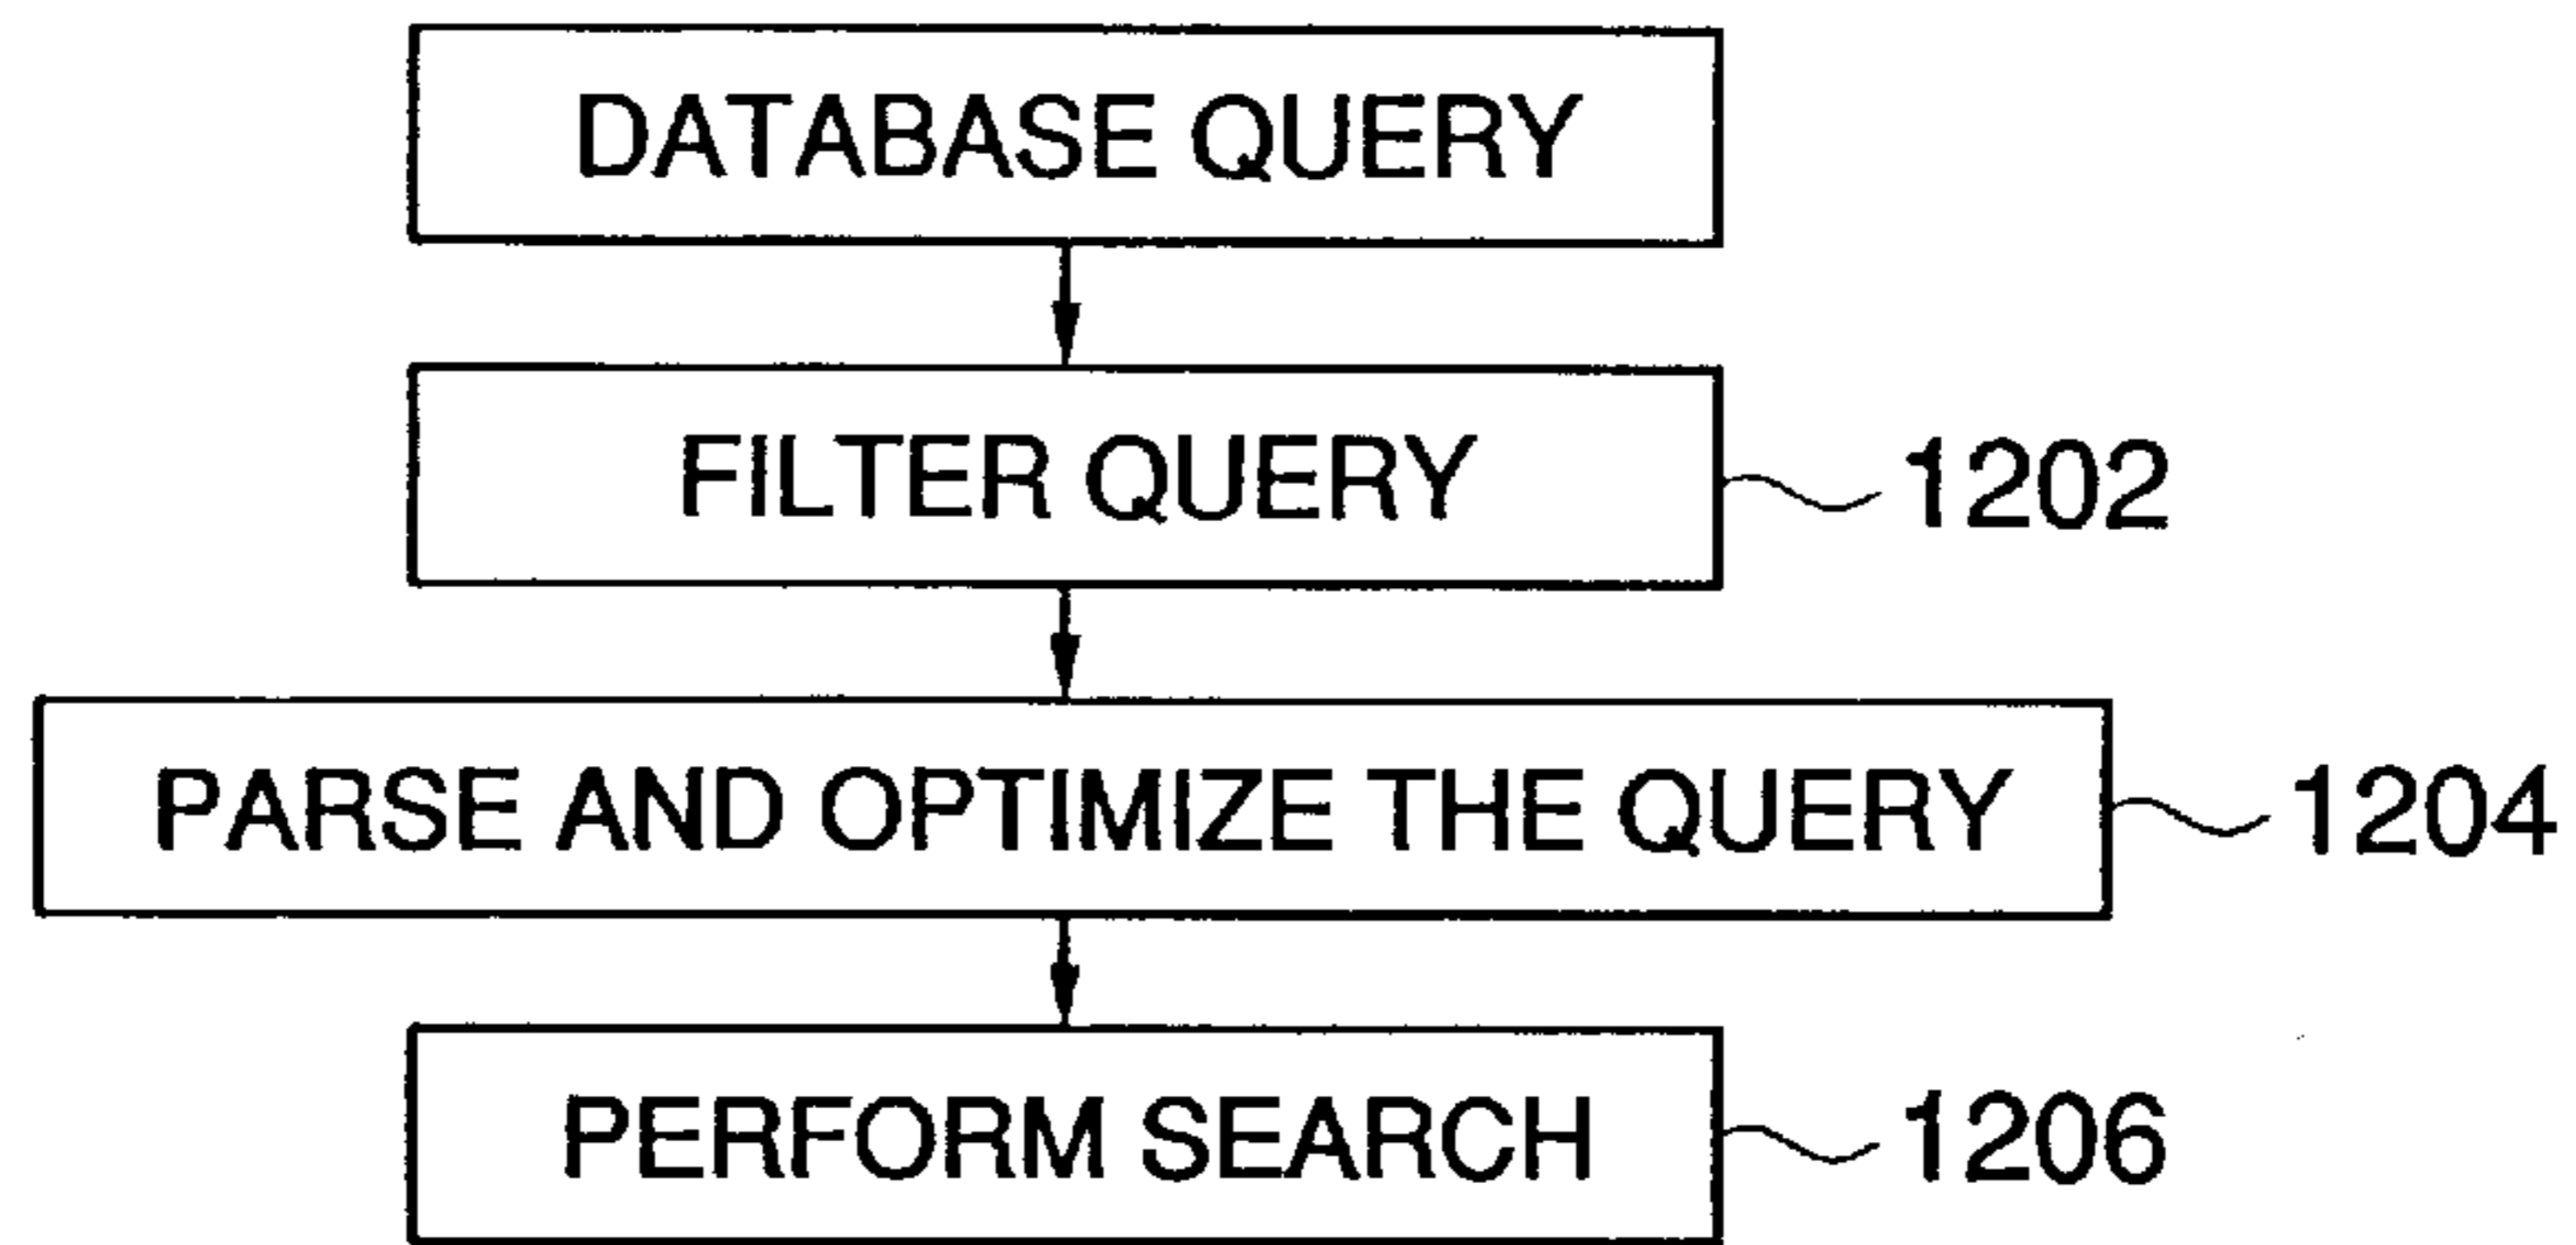 DATABASE QUERY
FILTER QUERY 1202
PARSE AND OPTIMIZE THE QUERY 1204
PERFORM SEARCH 1206